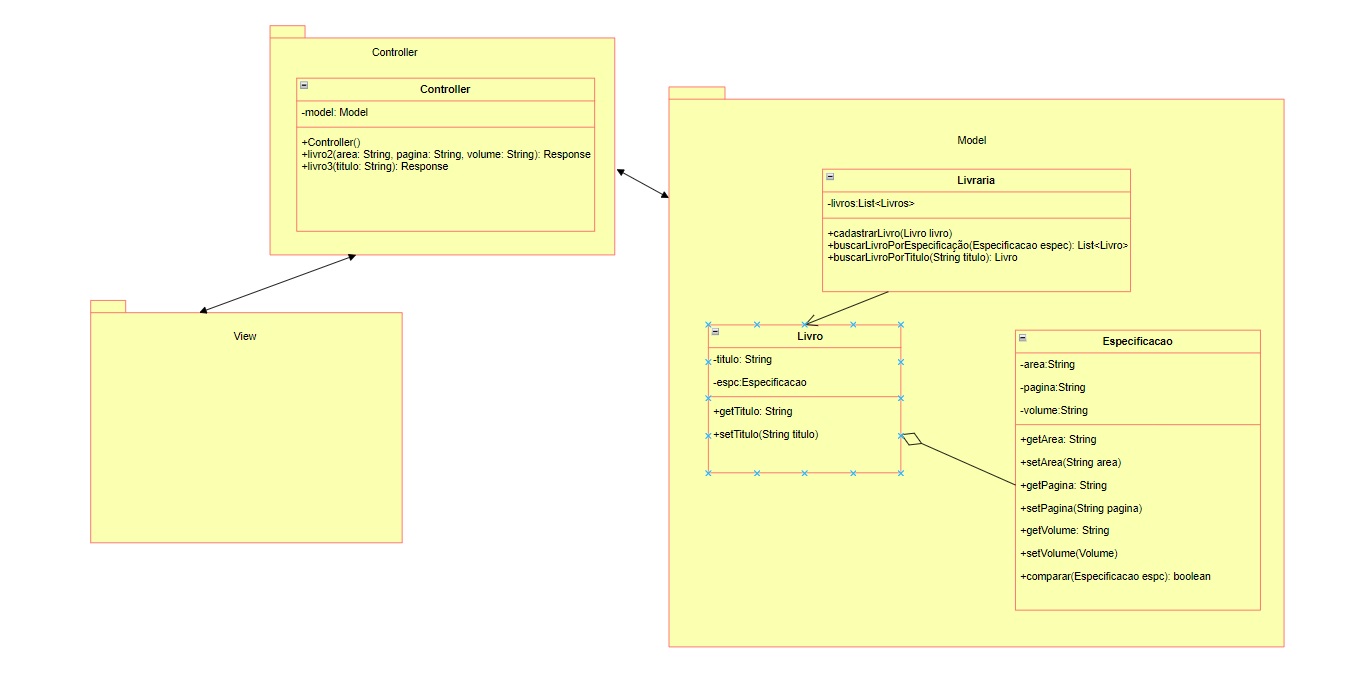 Controller
Controller
-model: Model
+Controller()
+livro2(area: String, pagina: String, volume: String): Response
+livro3(titulo: String): Response
Model
Livraria
-livros:List<Livros>
+cadastrarLivro(Livro livro)
+buscarLivroPorEspecificação(Especificacao espec): List<Livro>
+buscarLivroPorTitulo(String titulo): Livro
View
Livro
-titulo: String
-espc:Especificacao
+getTitulo: String
+setTitulo(String titulo)
Especificacao
-area:String
-pagina:String
-volume:String
+getArea: String
+setArea(String area)
+getPagina: String
+setPagina(String pagina)
+getVolume: String
+setVolume(Volume)
+comparar(Especificacao espc): boolean